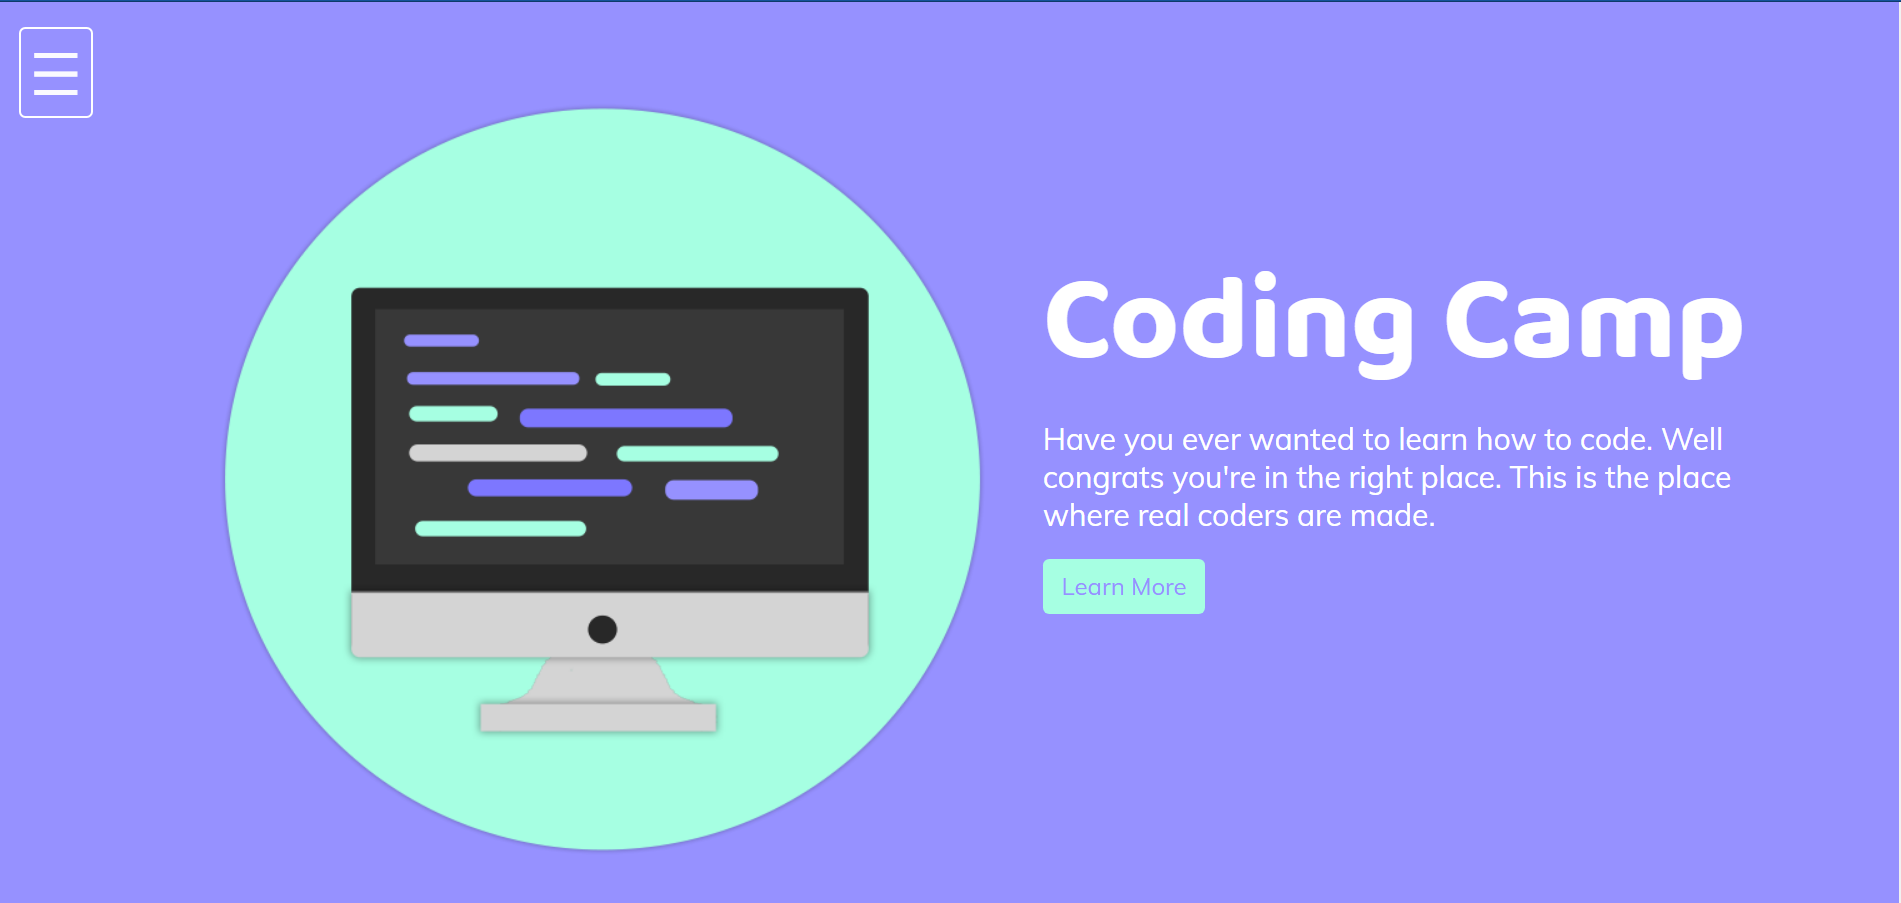 Coding Camp
Have you ever wanted to learn how to code. Well
congrats you're in the right place. This is the place
where real coders are made.
Learn More